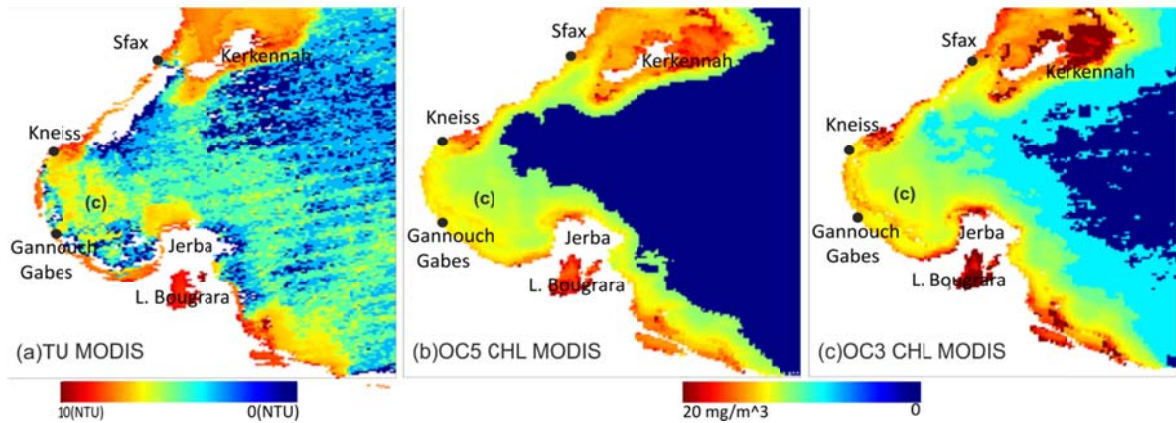 Sfax
Kerkennah
Kneiss
(c)
Gannouch
Gabes
Jerba
L. Bougrara
(a)TU MODIS
10(NTU)
0(NTU)
Sfax
Kerkennah
Kneiss
(c)
Gannouch
Gabes
Jerba
L. Bougrara
(b)OC5 CHL MODIS
Sfax
Kerkennah
Kneiss
(c)
Gannouch
Gabes
Jerba
L. Bougrara
(c)OC3 CHL MODIS
20 mg/m^3
0